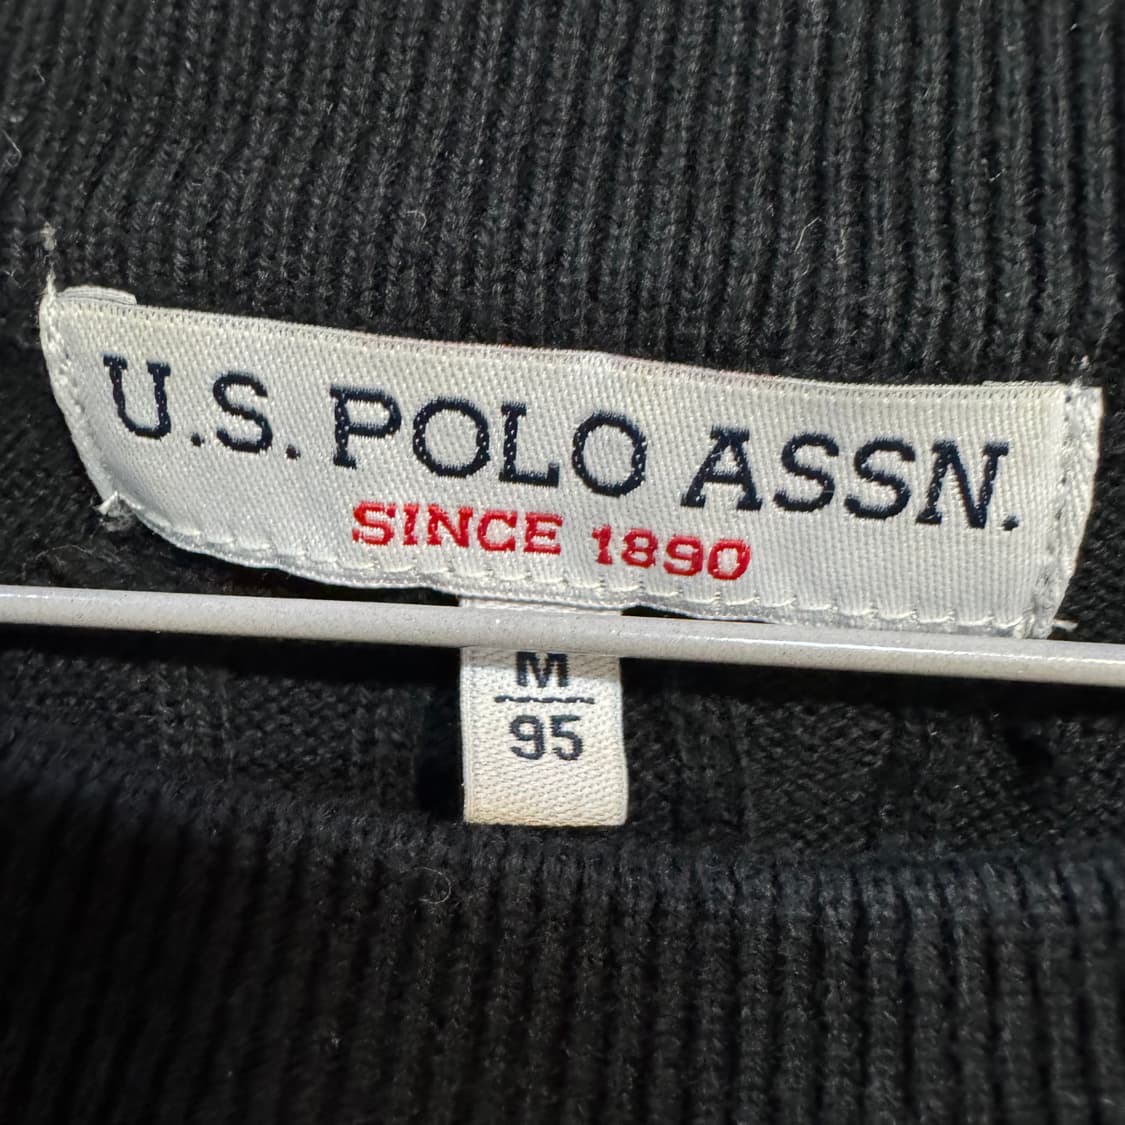 U.S. POLO ASSN.
SINCE 1890
M
95